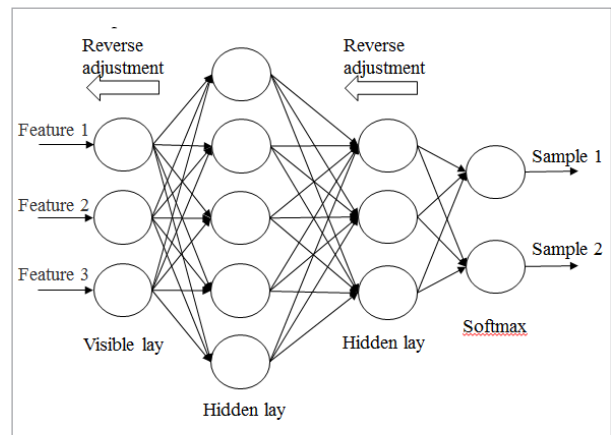 Reverse
adjustment
Reverse
adjustment
Feature 1
Feature 2
Feature 3
Sample 1
Sample 2
Visible lay
Hidden lay
Hidden lay
Softmax